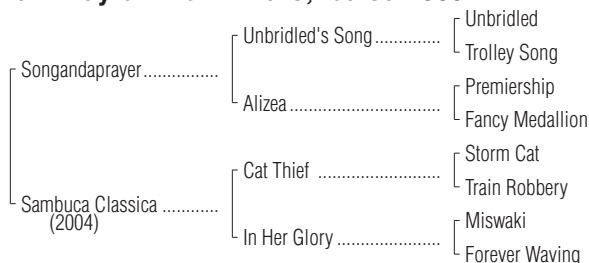 Unbridled
Unbridled's Song..............
Trolley Song
Songandaprayer................
Premiership
Alizea................................
Fancy Medallion
Storm Cat
Cat Thief ..........................
Train Robbery
Sambuca Classica ............
(2004)
Miswaki
In Her Glory......................
Forever Waving